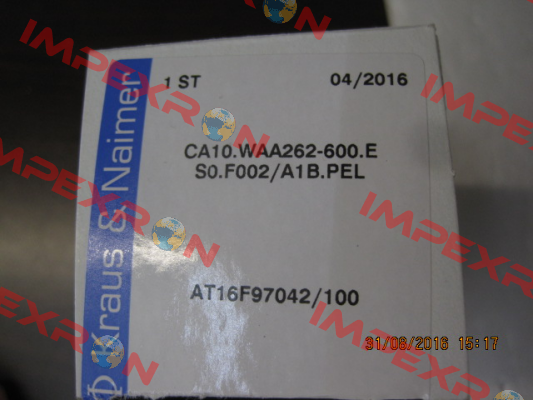 1 ST 04/2016
CA10.WAA262-600.E
S0.F002/A1B.PEL
AT16F97042/100
Kraus & Naimer
31/08/2016 15:17
IMPEXRON
IMPEXRON
IMPEXRON
IMPEXRON
IMPEXRON